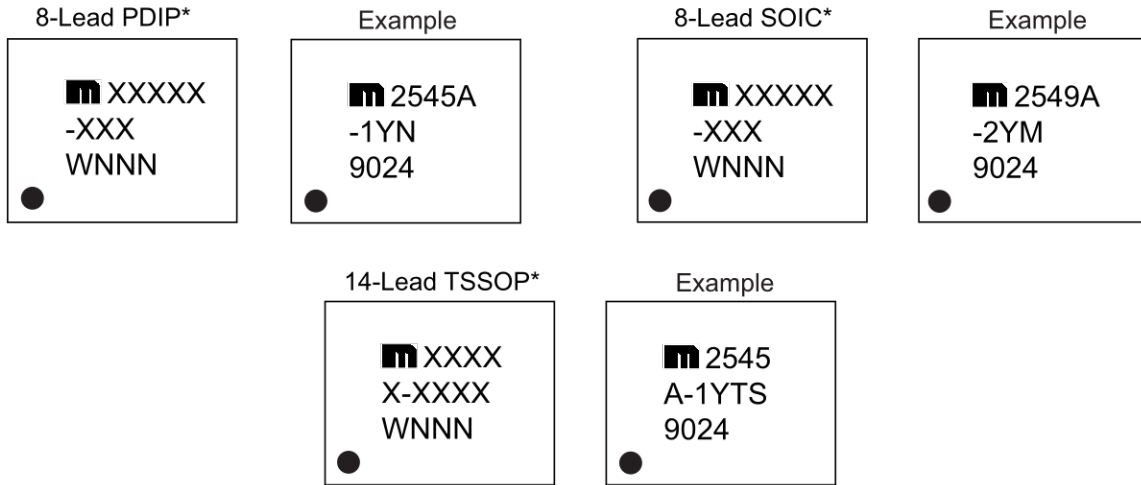 8-Lead PDIP*
XXXXX
-XXX
WNNN
Example
2545A
-1YN
9024
8-Lead SOIC*
XXXXX
-XXX
WNNN
Example
2549A
-2YM
9024
14-Lead TSSOP*
XXXX
X-XXXX
WNNN
Example
2545
A-1YTS
9024